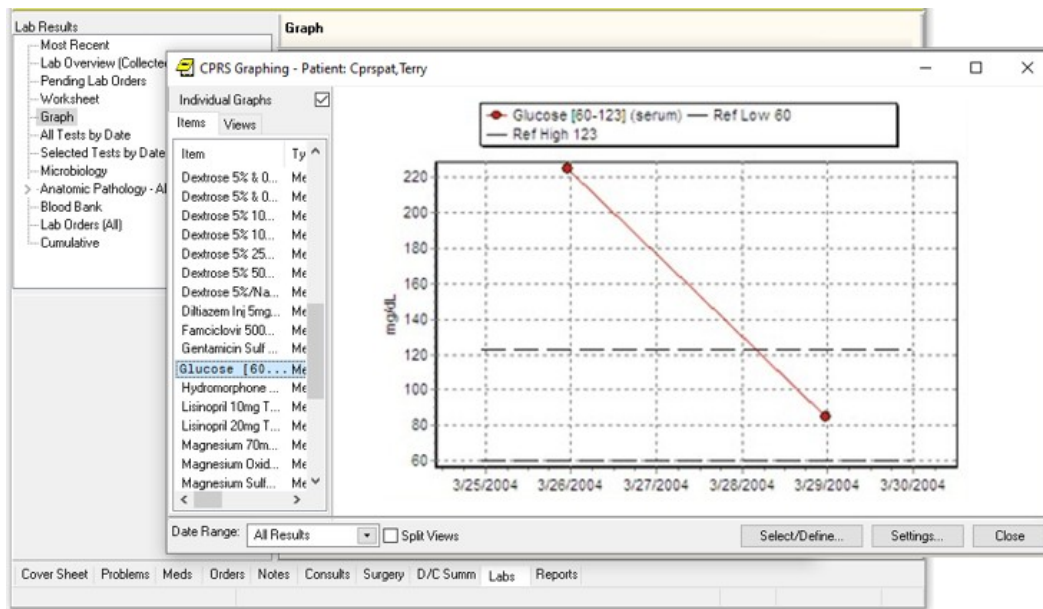 Lab Results
Most Recent
Lab Overview (Collecte
Pending Lab Orders
Worksheet
Graph
All Tests by Date
Selected Tests by Date
Microbiology
Anatomic Pathology - Al
Blood Bank
Lab Orders (All)
Cumulative
Graph
CPRS Graphing - Patient: Cprspat,Terry
Individual Graphs
Items Views
Item Ty
Dextrose 5% & 0... Me
Dextrose 5% & 0... Me
Dextrose 5% 10... Me
Dextrose 5% 10... Me
Dextrose 5% 25... Me
Dextrose 5% 50... Me
Dextrose 5%/Na... Me
Diltiazem Inj 5mg... Me
Famciclovir 500... Me
Gentamicin Sulf ... Me
Glucose [60... Me
Hydromorphone ... Me
Lisinopril 10mg T... Me
Lisinopril 20mg T... Me
Magnesium 70m... Me
Magnesium Oxid... Me
Magnesium Sulf... Me
Glucose [60-123] (serum) Ref Low 60
Ref High 123
mg/dL
220
200
180
160
140
120
100
80
60
3/25/2004 3/26/2004 3/27/2004 3/28/2004 3/29/2004 3/30/2004
Date Range: All Results Split Views Select/Define... Settings... Close
Cover Sheet Problems Meds Orders Notes Consults Surgery D/C Summ Labs Reports